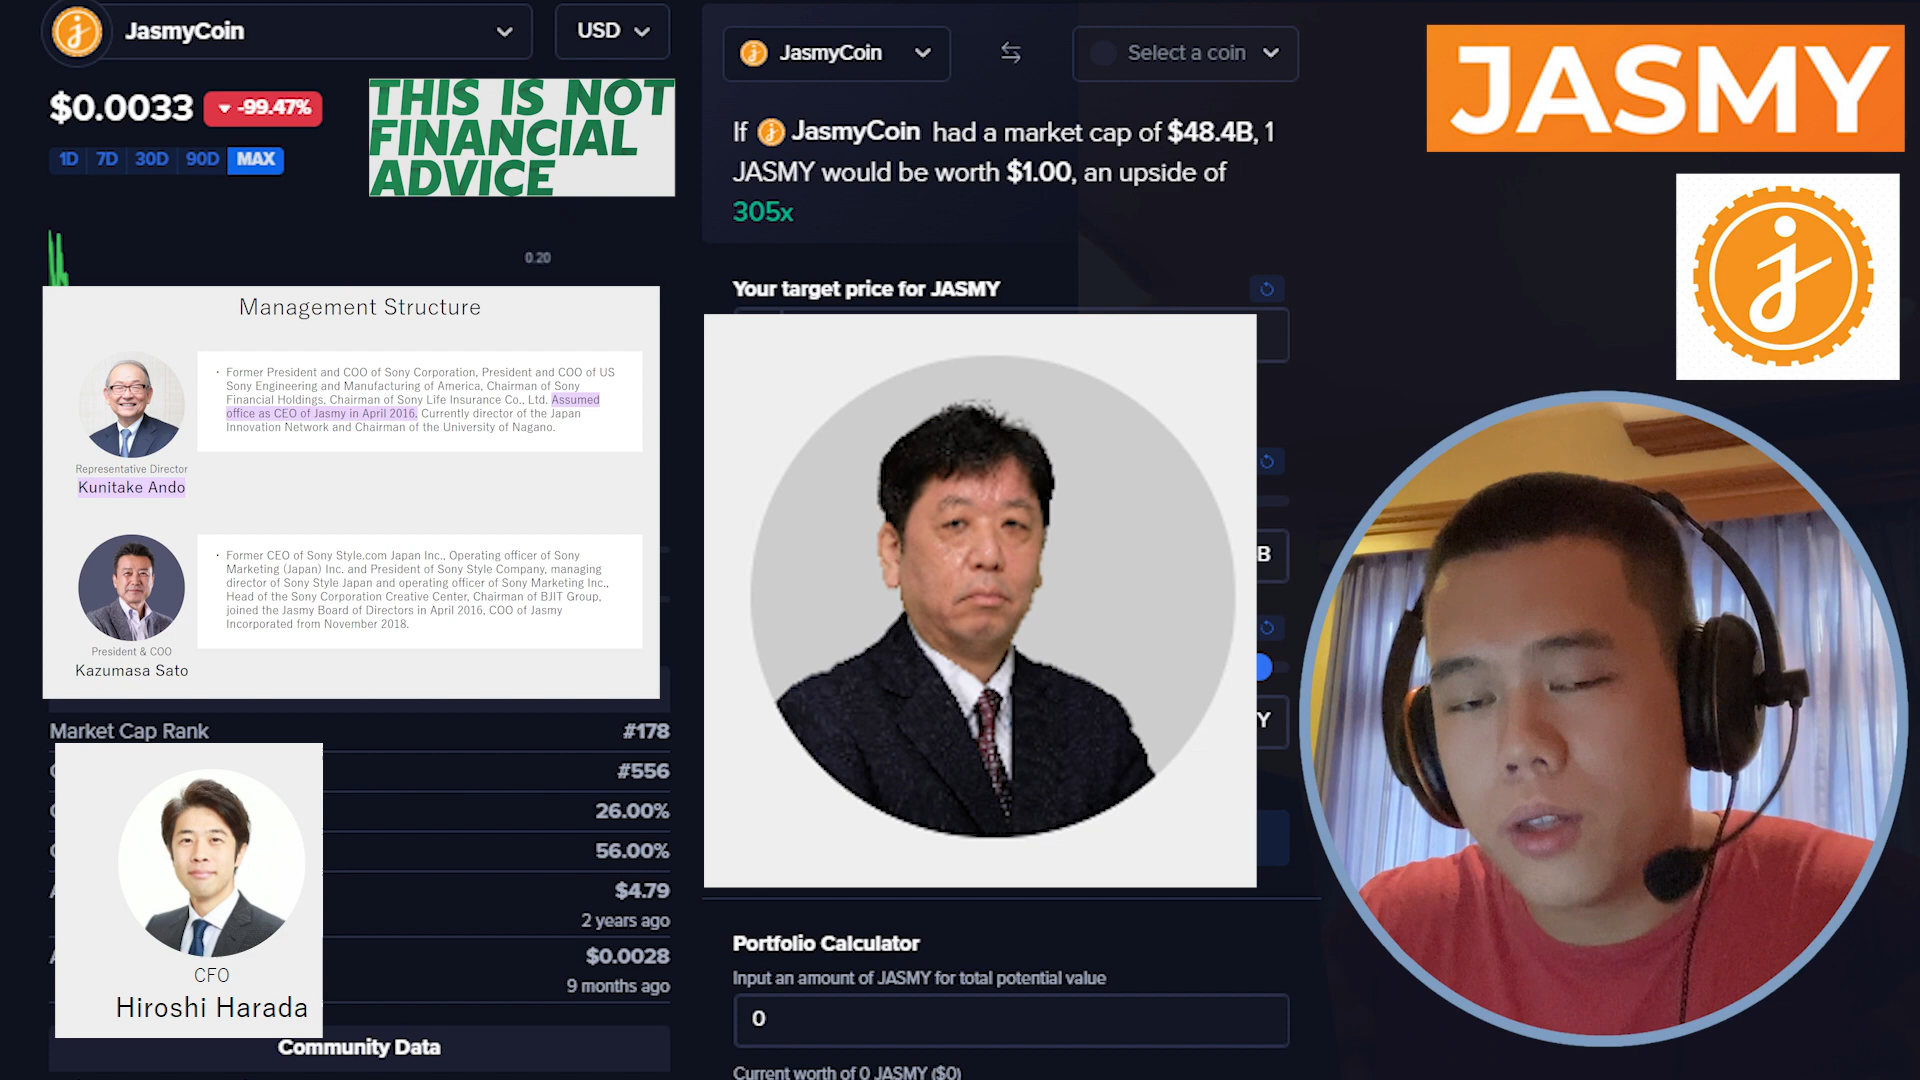 JasmyCoin
USD
$0.0033
-99.47%
1D 7D 30D 90D MAX
THIS IS NOT
FINANCIAL
ADVICE
0.20
Management Structure
· Former President and COO of Sony Corporation, President and COO of US
Sony Engineering and Manufacturing of America, Chairman of Sony
Financial Holdings, Chairman of Sony Life Insurance Co., Ltd. Assumed
office as CEO of Jasmy in April 2016. Currently director of the Japan
Innovation Network and Chairman of the University of Nagano.
Representative Director
Kunitake Ando
· Former CEO of Sony Style.com Japan Inc., Operating officer of Sony
Marketing (Japan) Inc. and President of Sony Style Company, managing
director of Sony Style Japan and operating officer of Sony Marketing Inc.,
Head of the Sony Corporation Creative Center, Chairman of BJIT Group,
joined the Jasmy Board of Directors in April 2016, COO of Jasmy
Incorporated from November 2018.
President & COO
Kazumasa Sato
Market Cap Rank #178
#556
26.00%
56.00%
$4.79
2 years ago
$0.0028
9 months ago
CFO
Hiroshi Harada
Community Data
JasmyCoin
Select a coin
If JasmyCoin had a market cap of $48.4B, 1
JASMY would be worth $1.00, an upside of
305x
Your target price for JASMY
B
Y
Portfolio Calculator
Input an amount of JASMY for total potential value
0
Current worth of 0 JASMY ($0)
JASMY